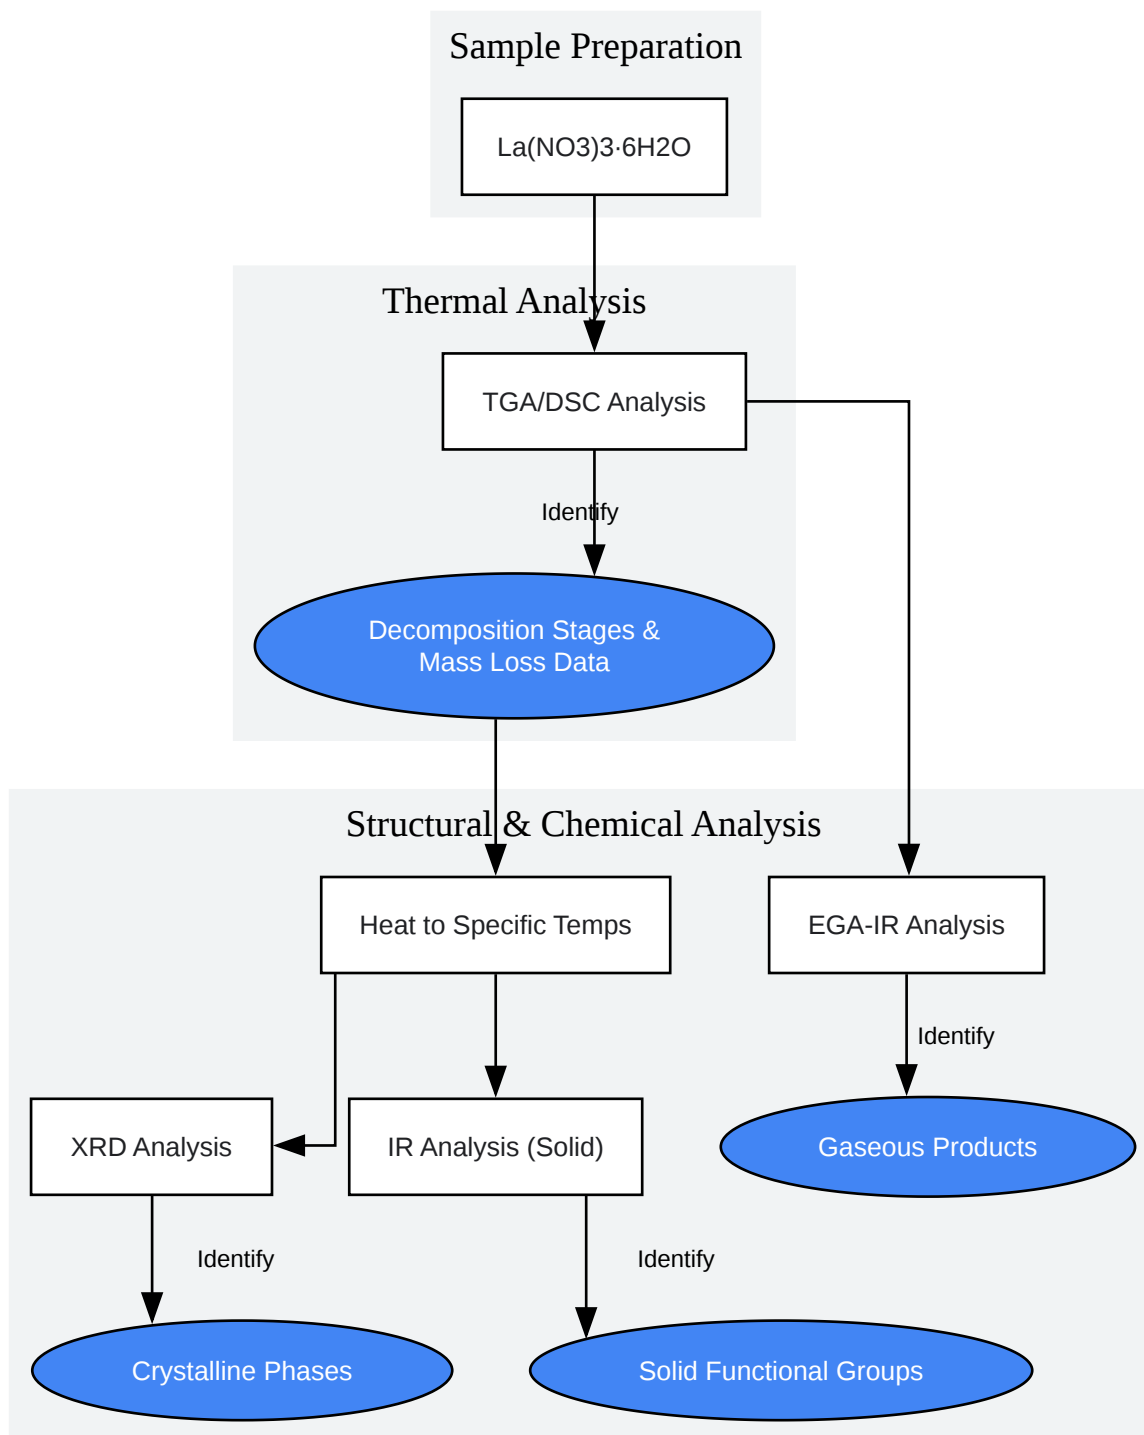 Sample Preparation
La(NO3)3·6H2O
Thermal Analysis
TGA/DSC Analysis
Identify
Decomposition Stages &
Mass Loss Data
Structural & Chemical Analysis
Heat to Specific Temps
EGA-IR Analysis
Identify
XRD Analysis
IR Analysis (Solid)
Gaseous Products
Identify
Identify
Crystalline Phases
Solid Functional Groups